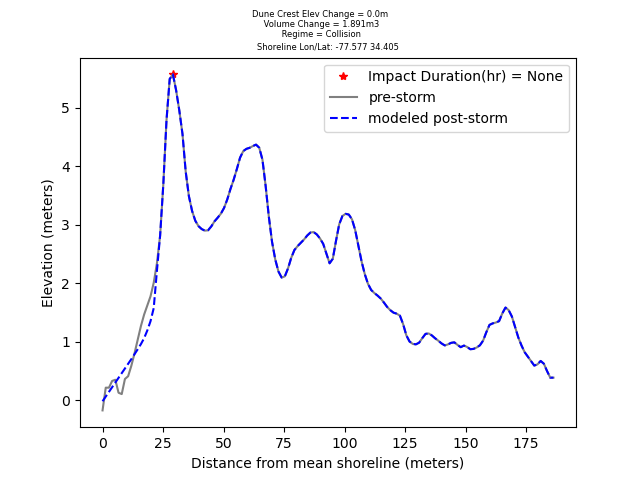 Dune Crest Elev Change = 0.0m
Volume Change = 1.891m3
Regime = Collision
Shoreline Lon/Lat: -77.577 34.405
Impact Duration(hr) = None
pre-storm
modeled post-storm
Elevation (meters)
5
4
3
2
1
0
0 25 50 75 100 125 150 175
Distance from mean shoreline (meters)